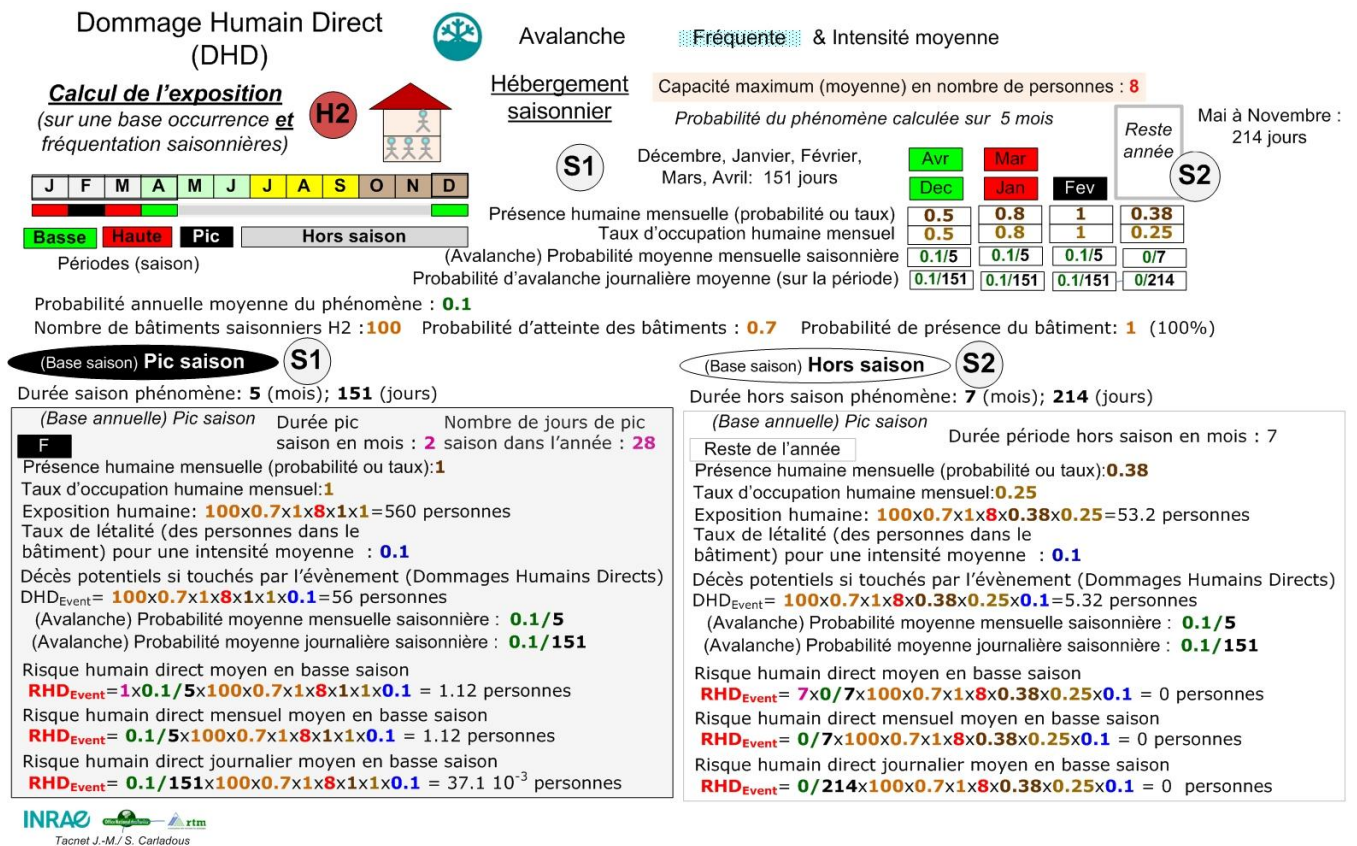 Dommage Humain Direct
(DHD)
Avalanche
Fréquente & Intensité moyenne
Calcul de l'exposition
(sur une base occurrence et
fréquentation saisonnières)
H2
Hébergement
saisonnier
Capacité maximum (moyenne) en nombre de personnes : 8
Probabilité du phénomène calculée sur 5 mois
Reste
année
Mai à Novembre :
214 jours
S1
Décembre, Janvier, Février,
Mars, Avril: 151 jours
Avr Mar
Dec Jan Fev
S2
J F M A M J J A S O N D
Basse Haute Pic Hors saison
Périodes (saison)
Présence humaine mensuelle (probabilité ou taux) 0.5 0.8 1 0.38
Taux d'occupation humaine mensuel 0.5 0.8 1 0.25
(Avalanche) Probabilité moyenne mensuelle saisonnière 0.1/5 0.1/5 0.1/5 0/7
Probabilité d'avalanche journalière moyenne (sur la période) 0.1/151 0.1/151 0.1/151 0/214
Probabilité annuelle moyenne du phénomène : 0.1
Nombre de bâtiments saisonniers H2 :100 Probabilité d'atteinte des bâtiments : 0.7 Probabilité de présence du bâtiment: 1 (100%)
(Base saison) Pic saison S1
Durée saison phénomène: 5 (mois); 151 (jours)
(Base annuelle) Pic saison
F
Durée pic
saison en mois : 2
Nombre de jours de pic
saison dans l'année : 28
Présence humaine mensuelle (probabilité ou taux):1
Taux d'occupation humaine mensuel:1
Exposition humaine: 100x0.7x1x8x1x1=560 personnes
Taux de létalité (des personnes dans le
bâtiment) pour une intensité moyenne : 0.1
Décès potentiels si touchés par l'évènement (Dommages Humains Directs)
DHDEvent= 100x0.7x1x8x1x1x0.1=56 personnes
(Avalanche) Probabilité moyenne mensuelle saisonnière : 0.1/5
(Avalanche) Probabilité moyenne journalière saisonnière : 0.1/151
Risque humain direct moyen en basse saison
RHDEvent=1x0.1/5x100x0.7x1x8x1x1x0.1 = 1.12 personnes
Risque humain direct mensuel moyen en basse saison
RHDEvent= 0.1/5x100x0.7x1x8x1x1x0.1 = 1.12 personnes
Risque humain direct journalier moyen en basse saison
RHDEvent= 0.1/151x100x0.7x1x8x1x1x0.1 = 37.1 10⁻³ personnes
(Base saison) Hors saison S2
Durée hors saison phénomène: 7 (mois); 214 (jours)
(Base annuelle) Pic saison
Reste de l'année
Durée période hors saison en mois : 7
Présence humaine mensuelle (probabilité ou taux):0.38
Taux d'occupation humaine mensuel:0.25
Exposition humaine: 100x0.7x1x8x0.38x0.25=53.2 personnes
Taux de létalité (des personnes dans le
bâtiment) pour une intensité moyenne : 0.1
Décès potentiels si touchés par l'évènement (Dommages Humains Directs)
DHDEvent= 100x0.7x1x8x0.38x0.25x0.1=5.32 personnes
(Avalanche) Probabilité moyenne mensuelle saisonnière : 0.1/5
(Avalanche) Probabilité moyenne journalière saisonnière : 0.1/151
Risque humain direct moyen en basse saison
RHDEvent= 7x0/7x100x0.7x1x8x0.38x0.25x0.1 = 0 personnes
Risque humain direct mensuel moyen en basse saison
RHDEvent= 0/7x100x0.7x1x8x0.38x0.25x0.1 = 0 personnes
Risque humain direct journalier moyen en basse saison
RHDEvent= 0/214x100x0.7x1x8x0.38x0.25x0.1 = 0 personnes
INRAE rtm
Tacnet J.-M./ S. Carladous